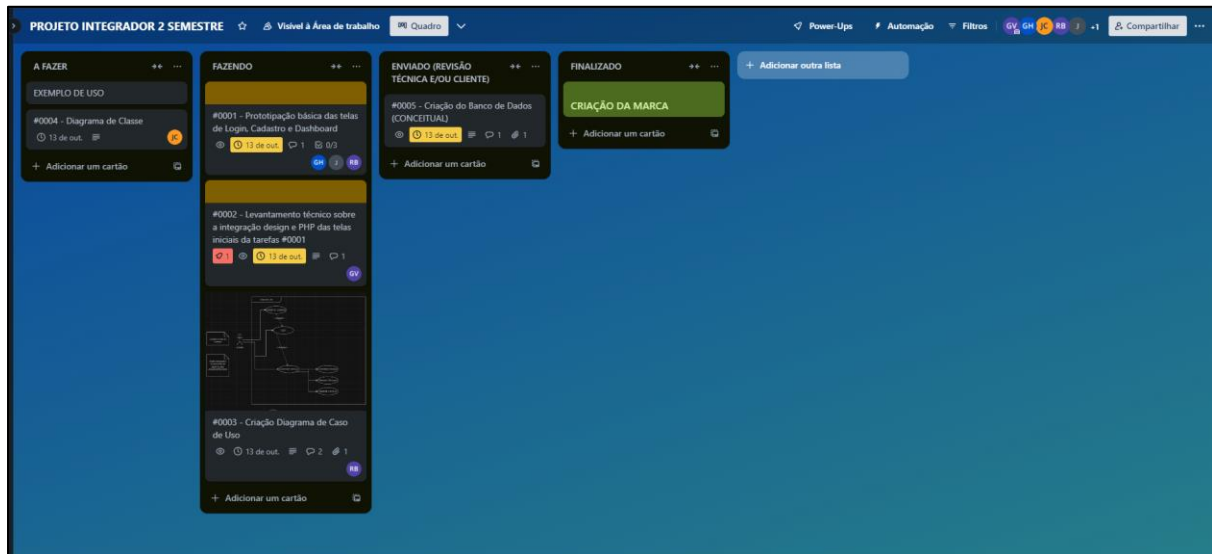 PROJETO INTEGRADOR 2 SEMESTRE
Visível à Área de trabalho
Quadro
Power-Ups
Automação
Filtros
GV
GH
JC
RB
J
+1
Compartilhar
A FAZER
EXEMPLO DE USO
#0004 - Diagrama de Classe
13 de out.
JC
+ Adicionar um cartão
FAZENDO
#0001 - Prototipação básica das telas
de Login, Cadastro e Dashboard
13 de out.
1
0/3
GH
J
RB
#0002 - Levantamento técnico sobre
a integração design e PHP das telas
iniciais da tarefas #0001
1
13 de out.
1
GV
#0003 - Criação Diagrama de Caso
de Uso
13 de out.
2
1
RB
+ Adicionar um cartão
ENVIADO (REVISÃO
TÉCNICA E/OU CLIENTE)
#0005 - Criação do Banco de Dados
(CONCEITUAL)
13 de out.
1
1
+ Adicionar um cartão
FINALIZADO
CRIAÇÃO DA MARCA
+ Adicionar um cartão
+ Adicionar outra lista